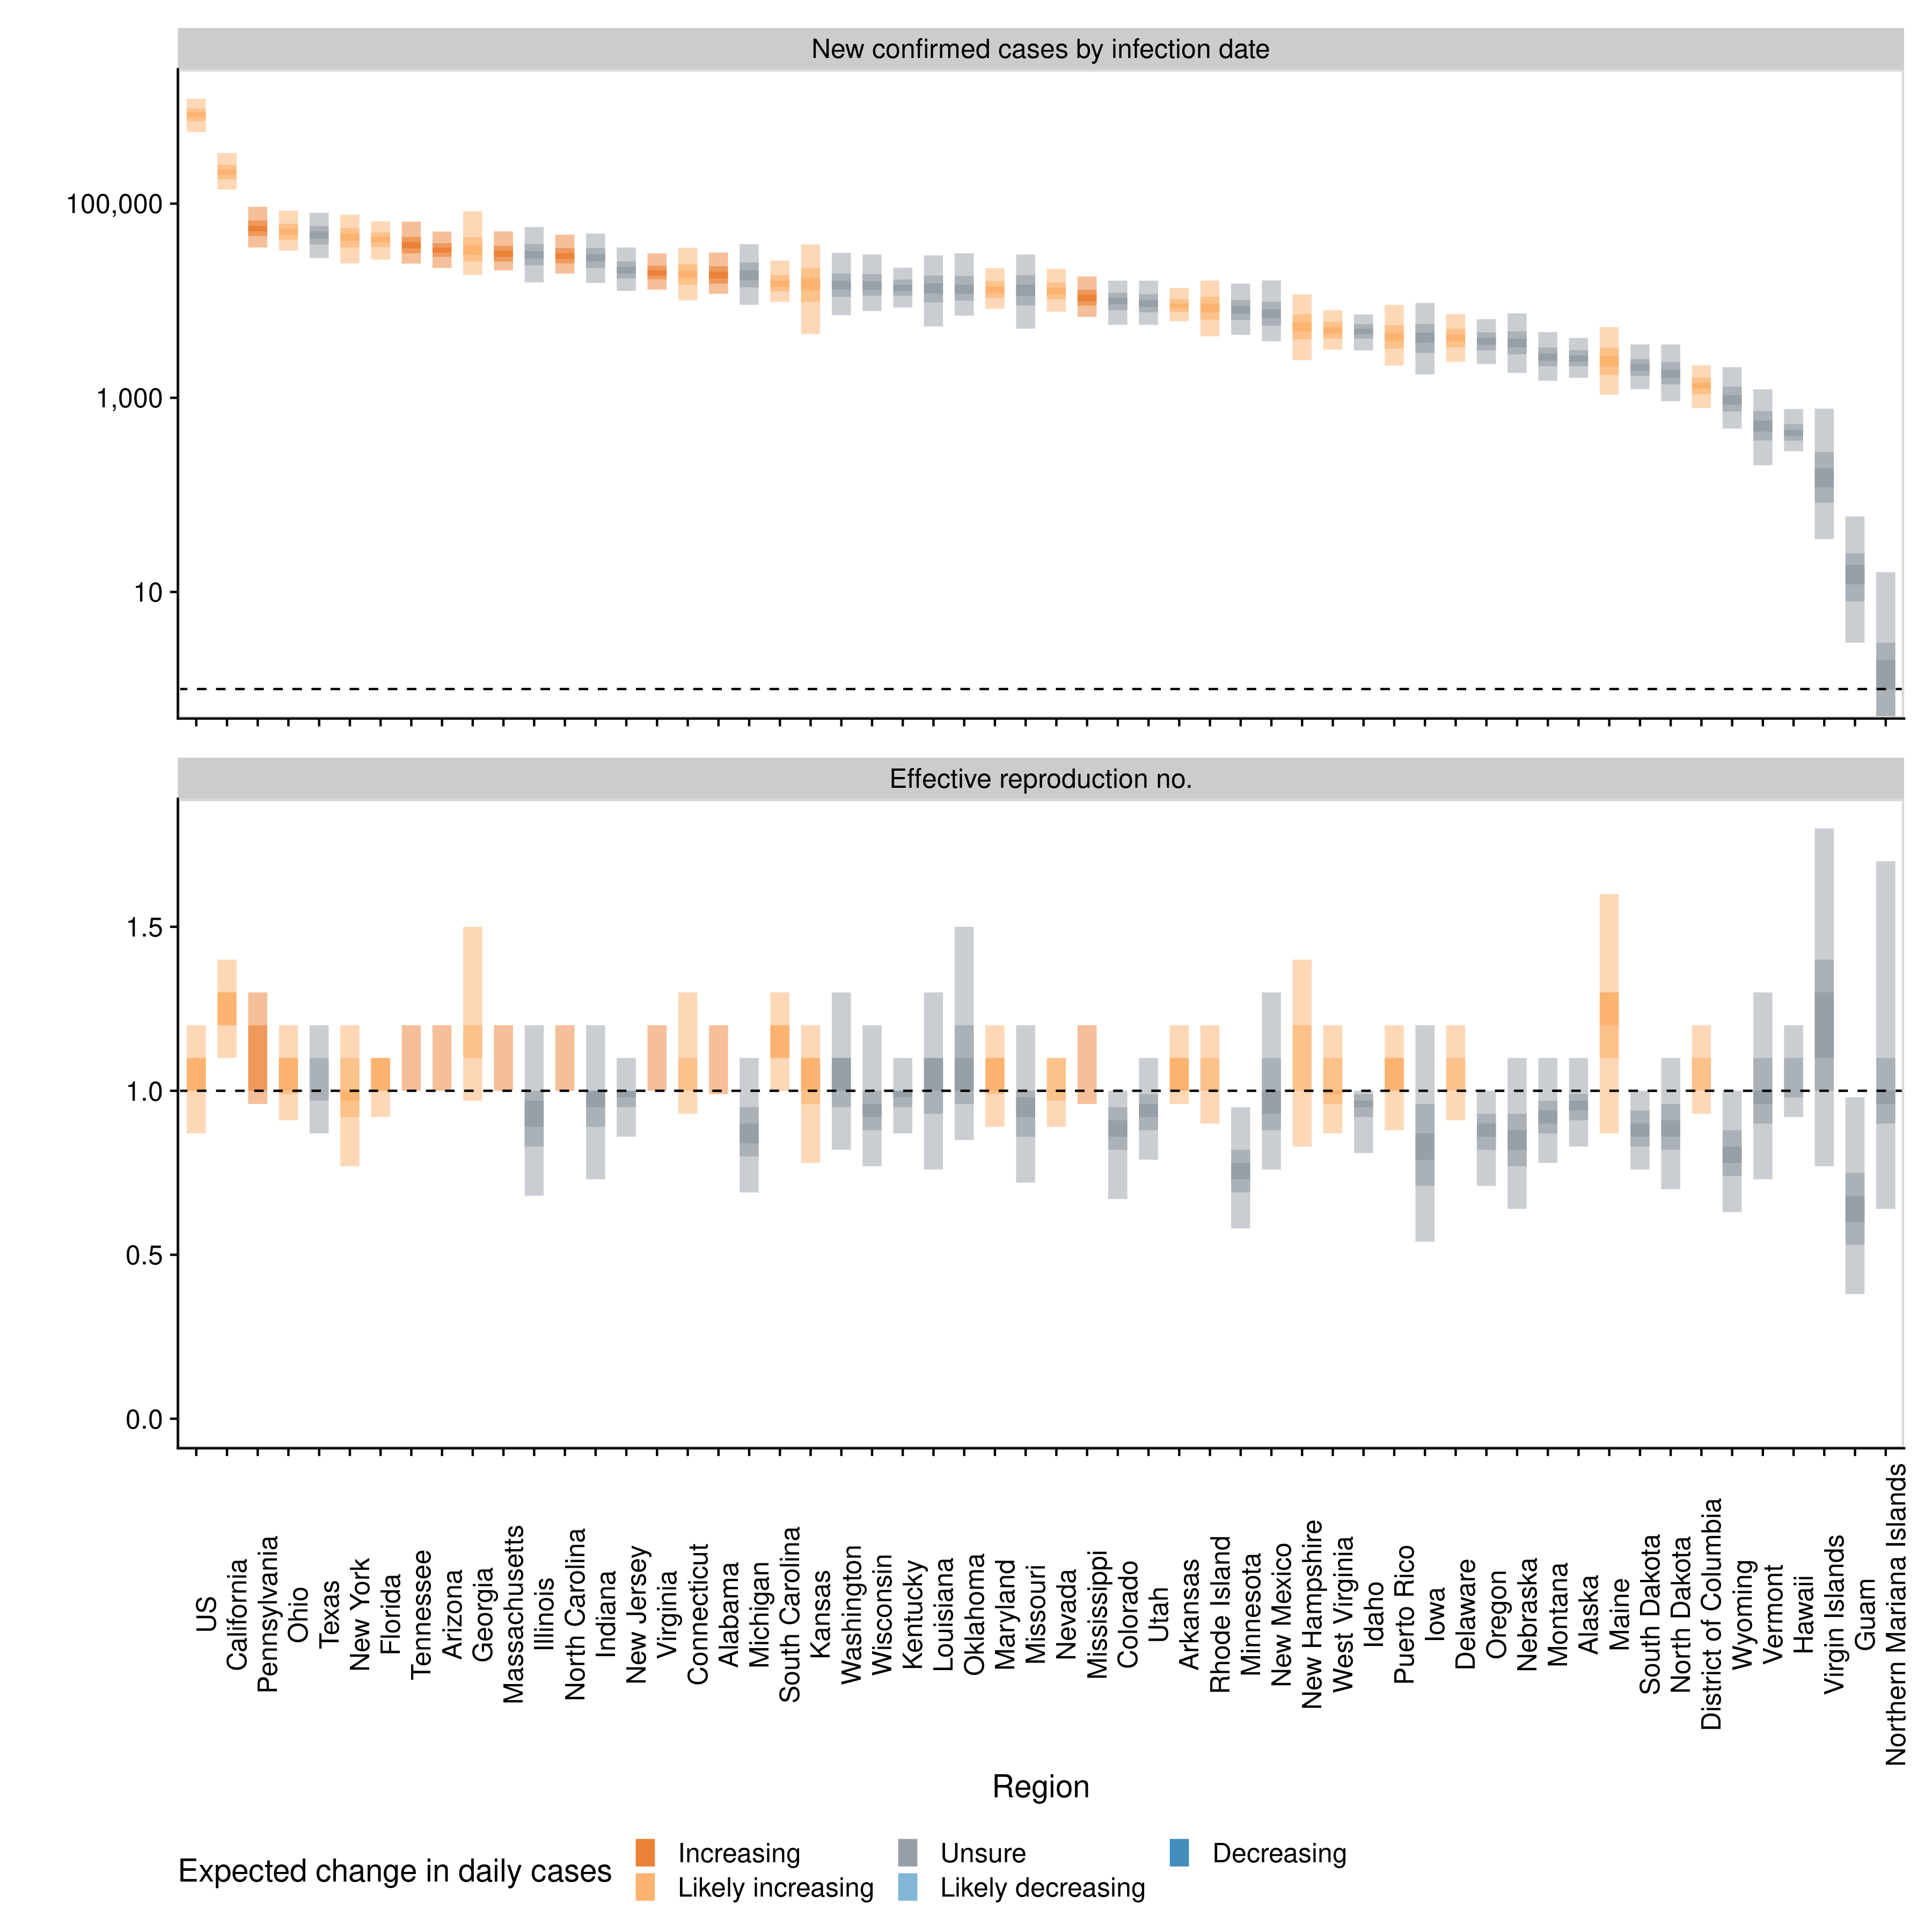 New confirmed cases by infection date
100,000
1,000
10
Effective reproduction no.
1.5
1.0
0.5
0.0
US
California
Pennsylvania
Ohio
Texas
New York
Florida
Tennessee
Arizona
Georgia
Massachusetts
Illinois
North Carolina
Indiana
New Jersey
Virginia
Connecticut
Alabama
Michigan
South Carolina
Kansas
Washington
Wisconsin
Kentucky
Louisiana
Oklahoma
Maryland
Missouri
Nevada
Mississippi
Colorado
Utah
Arkansas
Rhode Island
Minnesota
New Mexico
New Hampshire
West Virginia
Idaho
Puerto Rico
Iowa
Delaware
Oregon
Nebraska
Montana
Alaska
Maine
South Dakota
North Dakota
District of Columbia
Wyoming
Vermont
Hawaii
Virgin Islands
Guam
Northern Mariana Islands
Region
Expected change in daily cases
Increasing
Unsure
Decreasing
Likely increasing
Likely decreasing